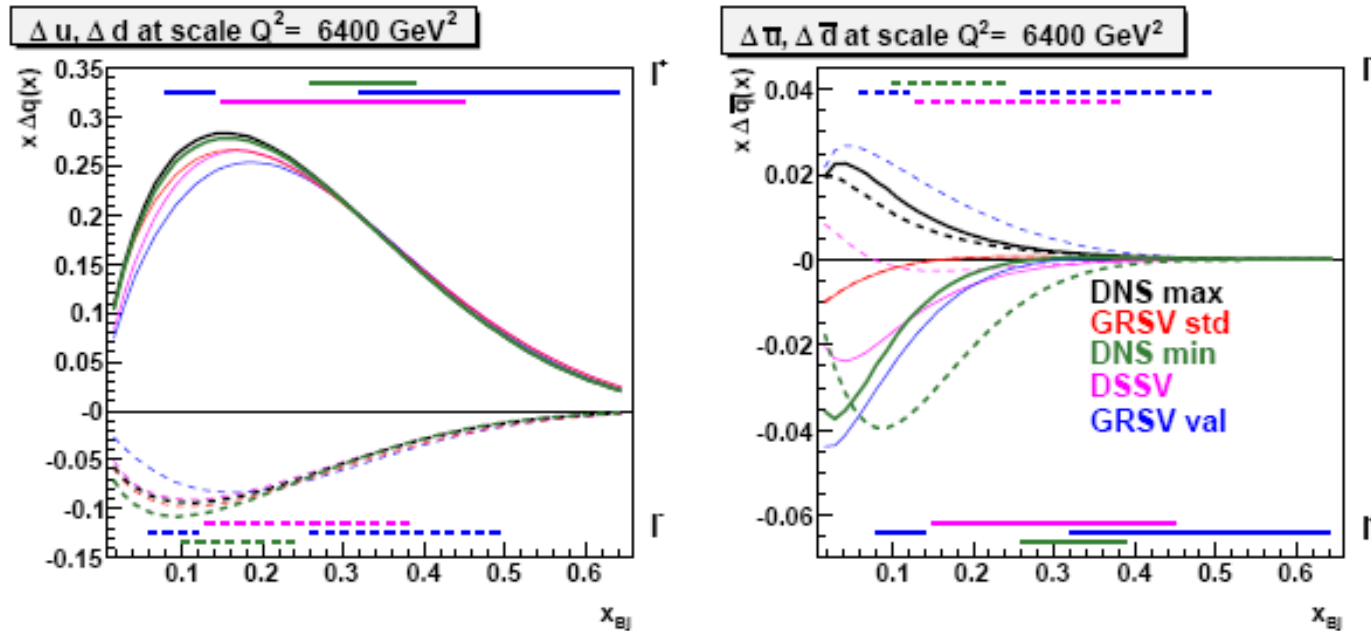 Δ u, Δ d at scale Q²= 6400 GeV²
x Δq(x)
0.35
0.3
0.25
0.2
0.15
0.1
0.05
-0
-0.05
-0.1
-0.15
0.1 0.2 0.3 0.4 0.5 0.6
x_Bj
l⁺
l⁻
Δ u̅, Δ d̅ at scale Q²= 6400 GeV²
x Δq̅(x)
0.04
0.02
-0
-0.02
-0.04
-0.06
0.1 0.2 0.3 0.4 0.5 0.6
x_Bj
DNS max
GRSV std
DNS min
DSSV
GRSV val